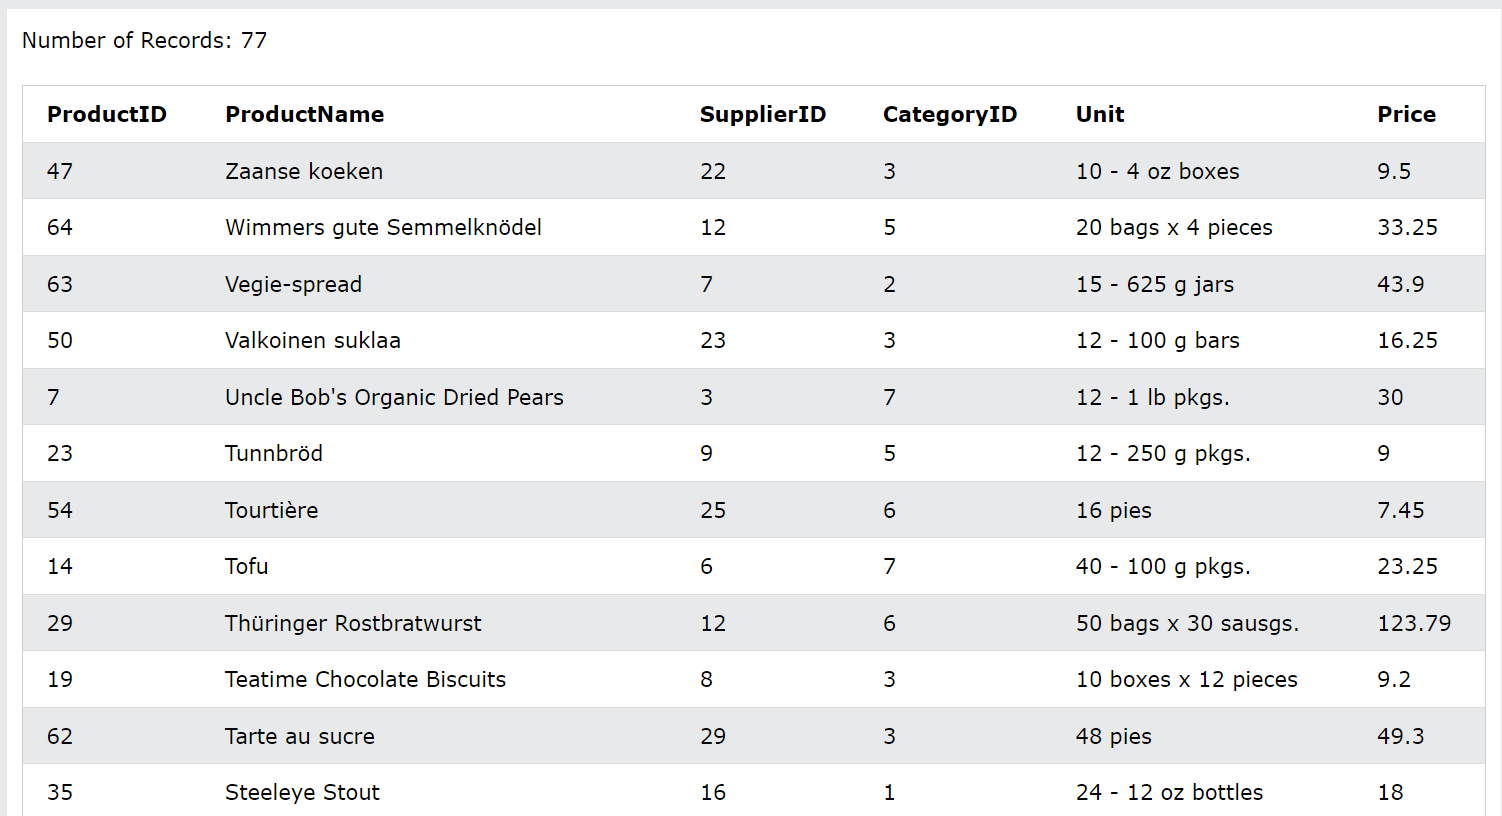 Number of Records: 77
ProductID ProductName SupplierID CategoryID Unit Price
47 Zaanse koeken 22 3 10 - 4 oz boxes 9.5
64 Wimmers gute Semmelknödel 12 5 20 bags x 4 pieces 33.25
63 Vegie-spread 7 2 15 - 625 g jars 43.9
50 Valkoinen suklaa 23 3 12 - 100 g bars 16.25
7 Uncle Bob's Organic Dried Pears 3 7 12 - 1 lb pkgs. 30
23 Tunnbröd 9 5 12 - 250 g pkgs. 9
54 Tourtière 25 6 16 pies 7.45
14 Tofu 6 7 40 - 100 g pkgs. 23.25
29 Thüringer Rostbratwurst 12 6 50 bags x 30 sausgs. 123.79
19 Teatime Chocolate Biscuits 8 3 10 boxes x 12 pieces 9.2
62 Tarte au sucre 29 3 48 pies 49.3
35 Steeleye Stout 16 1 24 - 12 oz bottles 18